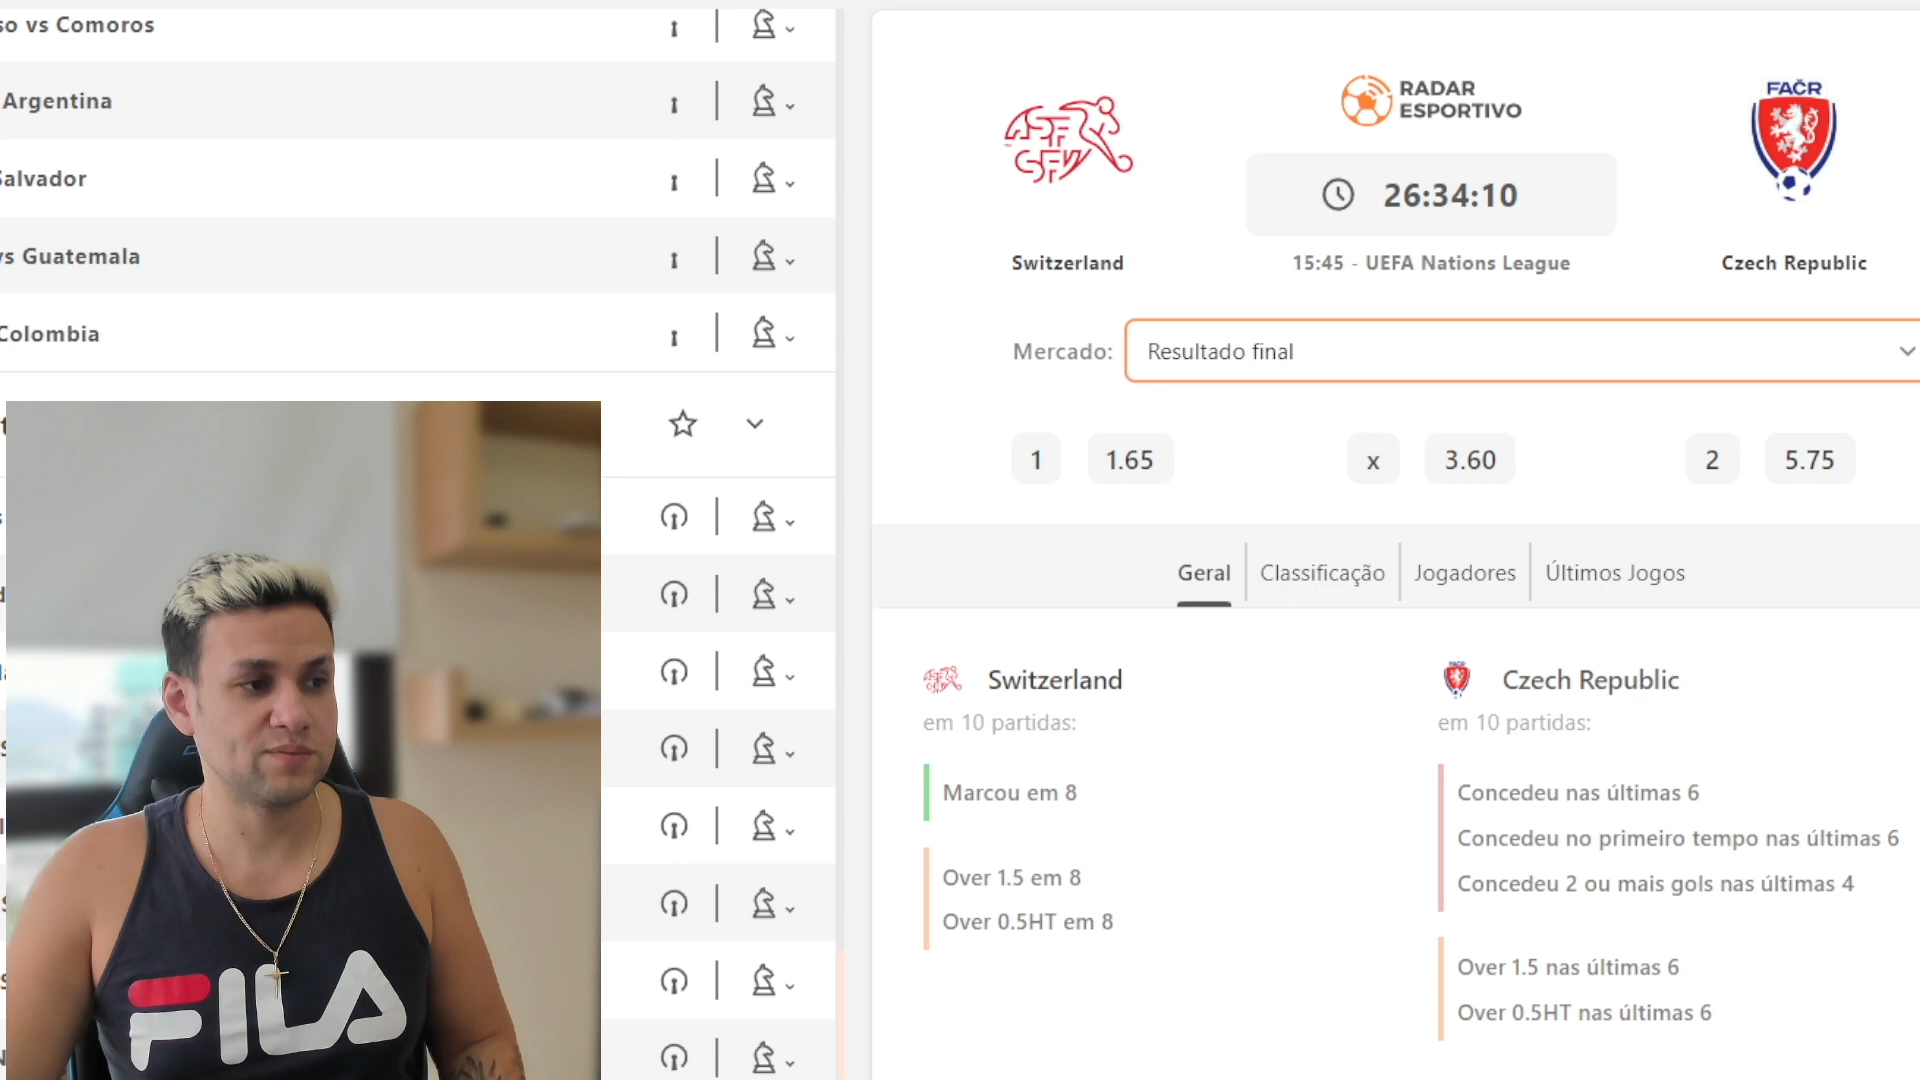 so vs Comoros
Argentina
Salvador
vs Guatemala
Colombia
FILA
ASF
SFV
RADAR
ESPORTIVO
FAČR
26:34:10
Switzerland
15:45 - UEFA Nations League
Czech Republic
Mercado:
Resultado final
1
1.65
x
3.60
2
5.75
Geral
Classificação
Jogadores
Últimos Jogos
Switzerland
em 10 partidas:
Marcou em 8
Over 1.5 em 8
Over 0.5HT em 8
Czech Republic
em 10 partidas:
Concedeu nas últimas 6
Concedeu no primeiro tempo nas últimas 6
Concedeu 2 ou mais gols nas últimas 4
Over 1.5 nas últimas 6
Over 0.5HT nas últimas 6